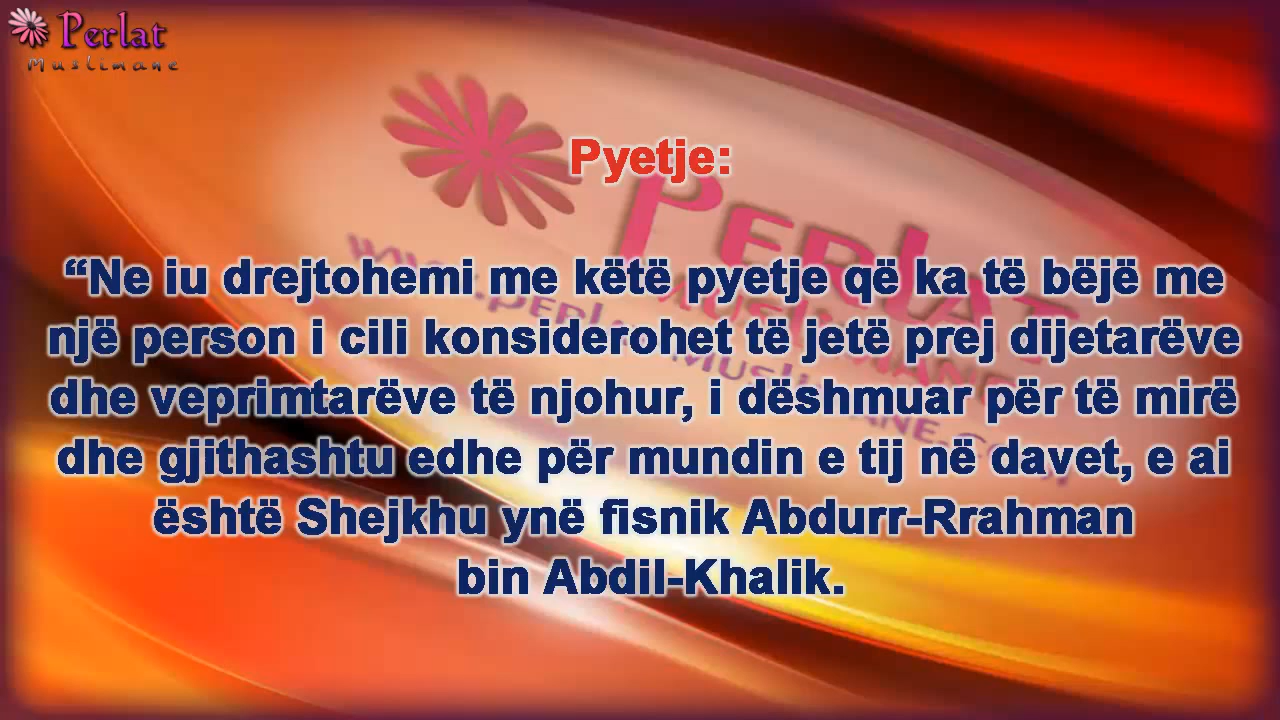 Perlat
Muslimane
Pyetje:
“Ne iu drejtohemi me këtë pyetje që ka të bëjë me
një person i cili konsiderohet të jetë prej dijetarëve
dhe veprimtarëve të njohur, i dëshmuar për të mirë
dhe gjithashtu edhe për mundin e tij në davet, e ai
është Shejkhu ynë fisnik Abdurr-Rrahman
bin Abdil-Khalik.